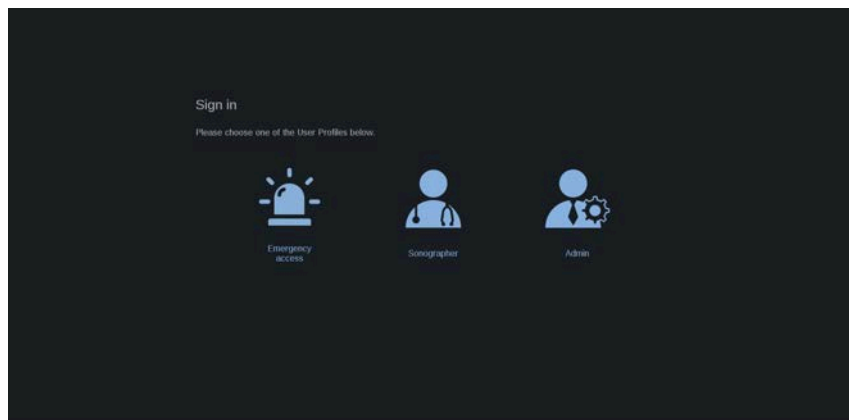 Sign in
Please choose one of the User Profiles below.
Emergency
access
Sonographer
Admin